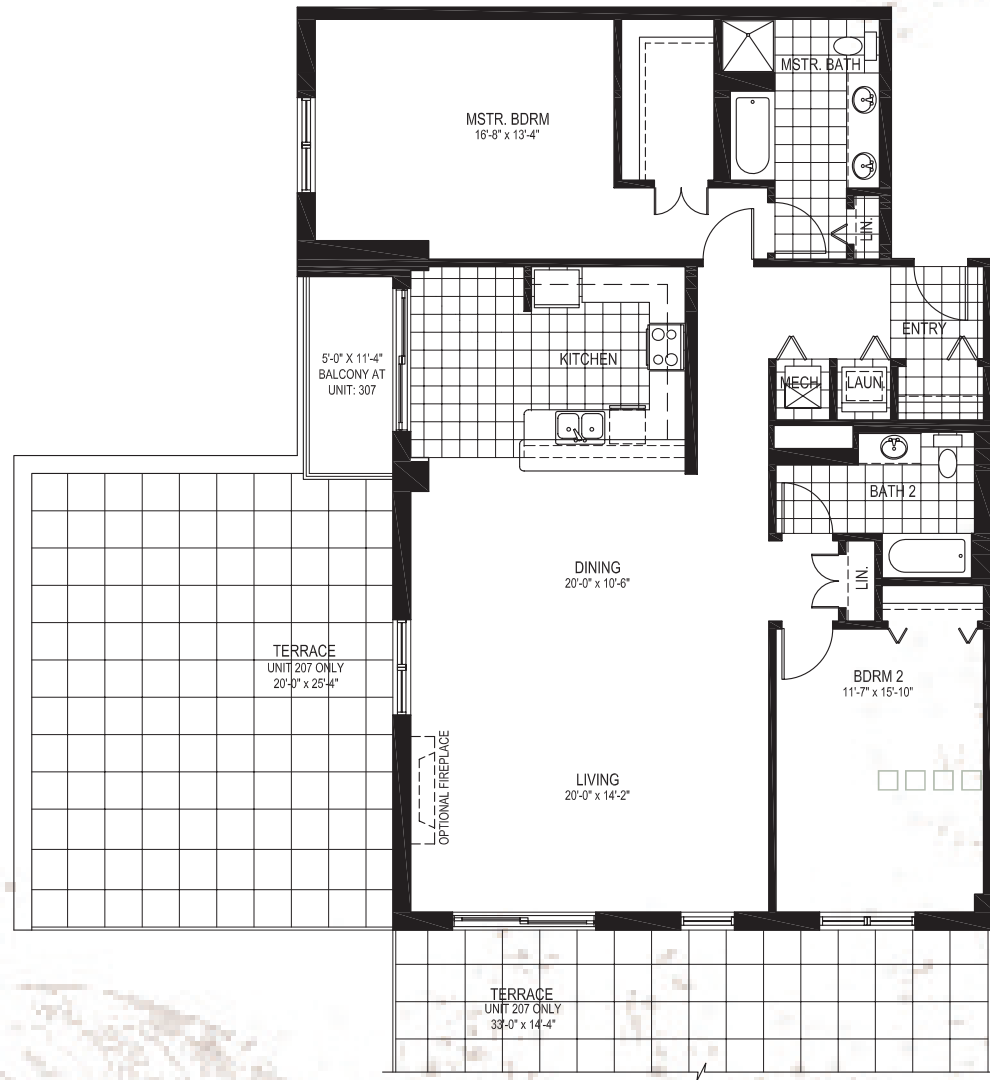 MSTR. BATH
MSTR. BDRM
16'-8" x 13'-4"
LIN.
ENTRY
KITCHEN
5'-0" X 11'-4"
BALCONY AT
UNIT: 307
MECH.
LAUN.
BATH 2
DINING
20'-0" x 10'-6"
LIN.
TERRACE
UNIT 207 ONLY
20'-0" x 25'-4"
BDRM 2
11'-7" x 15'-10"
OPTIONAL FIREPLACE
LIVING
20'-0" x 14'-2"
TERRACE
UNIT 207 ONLY
33'-0" x 14'-4"